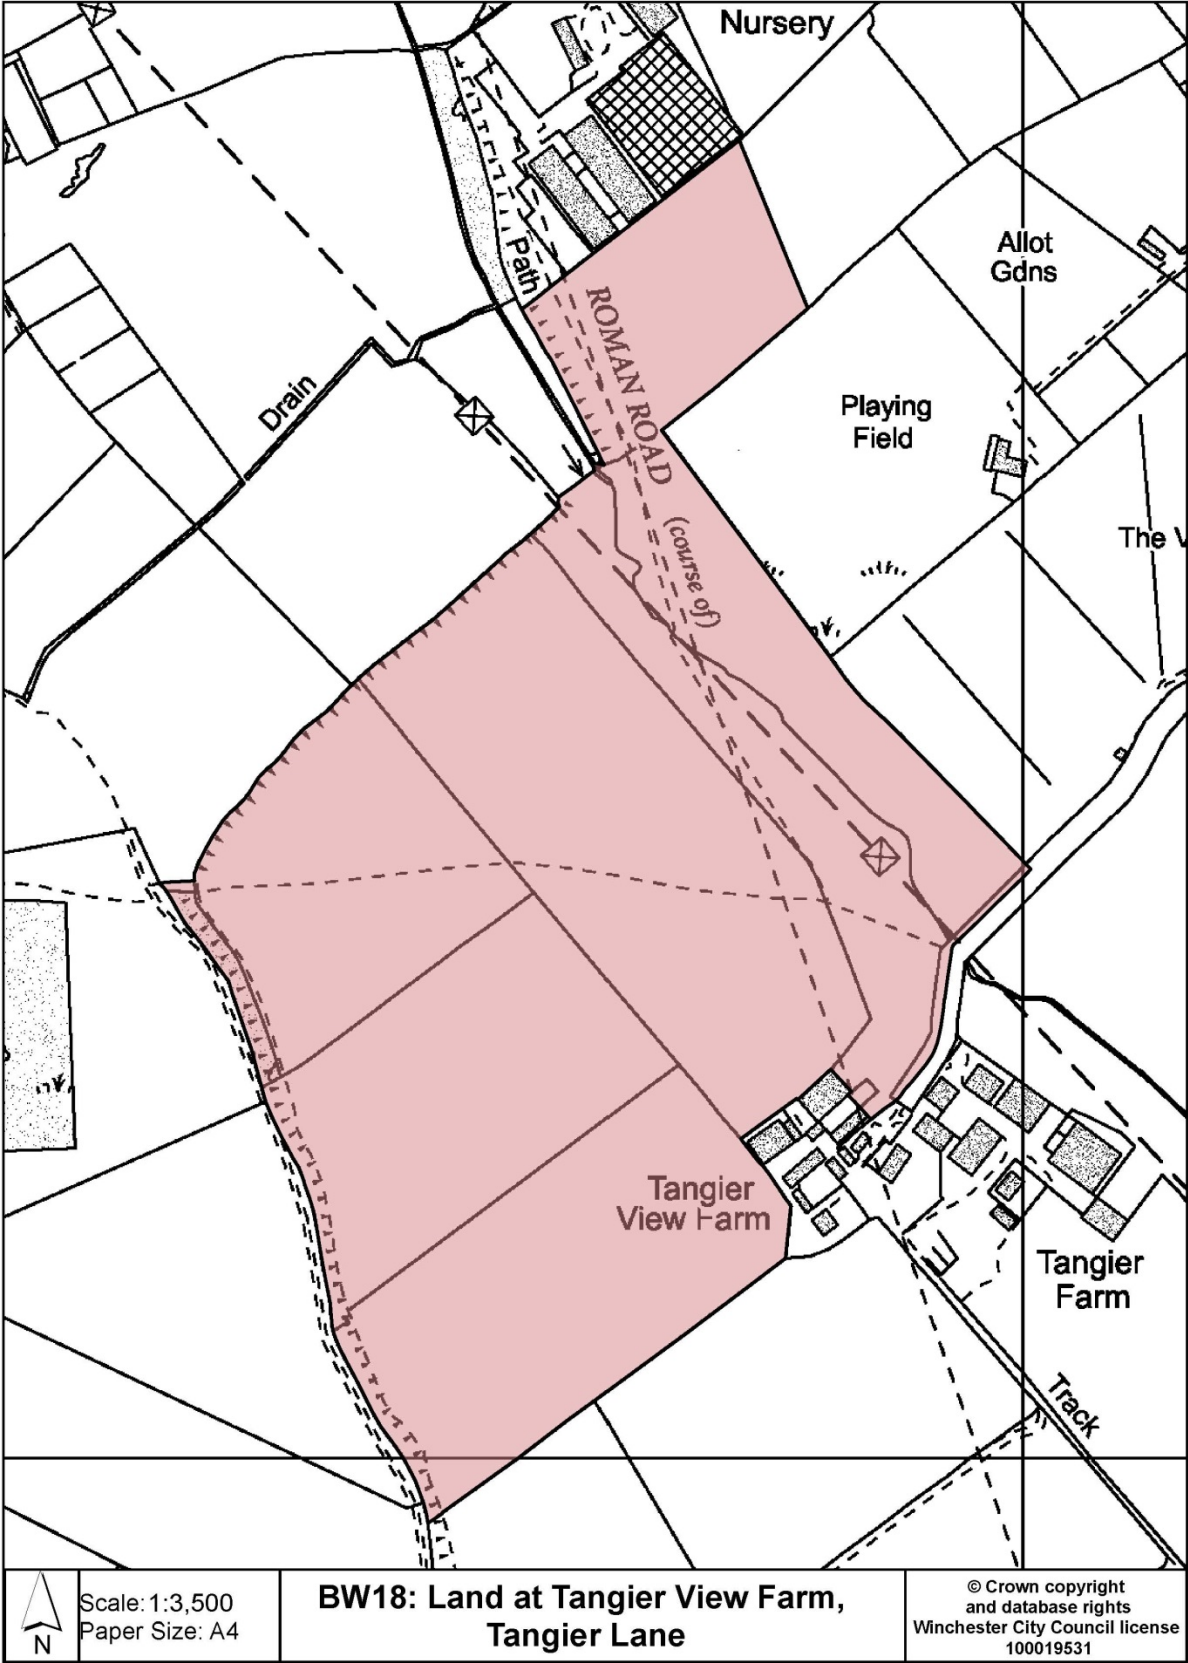 Nursery
Path
Allot
Gdns
ROMAN ROAD
(course of)
Drain
Playing
Field
The V
Tangier
View Farm
Tangier
Farm
Track
N
Scale: 1:3,500
Paper Size: A4
BW18: Land at Tangier View Farm,
Tangier Lane
© Crown copyright
and database rights
Winchester City Council license
100019531